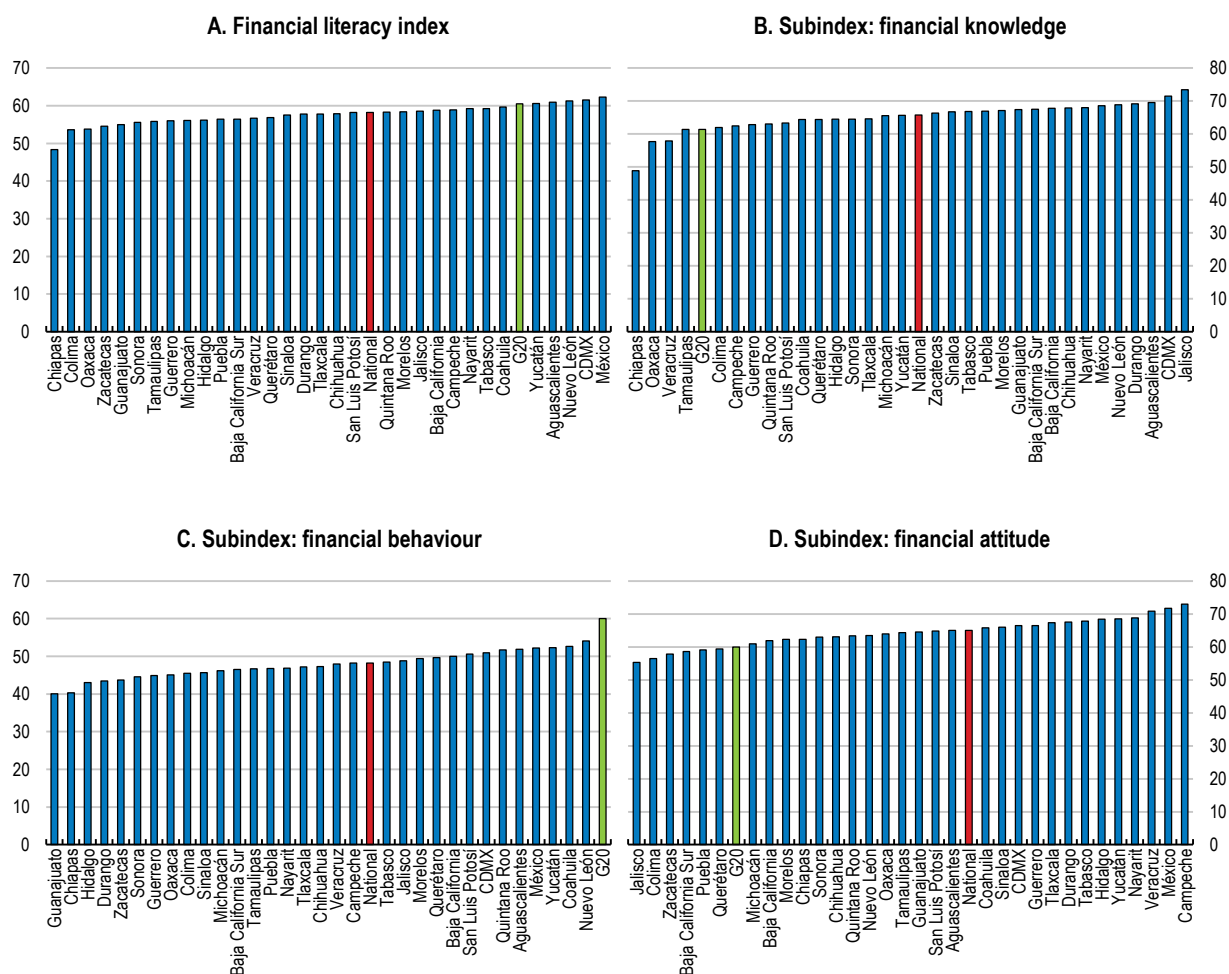 A. Financial literacy index
70
60
50
40
30
20
10
0
Chiapas
Colima
Oaxaca
Zacatecas
Guanajuato
Sonora
Tamaulipas
Guerrero
Michoacán
Hidalgo
Puebla
Baja California Sur
Veracruz
Querétaro
Sinaloa
Durango
Tlaxcala
Chihuahua
San Luis Potosí
National
Quintana Roo
Morelos
Jalisco
Baja California
Campeche
Nayarit
Tabasco
Coahuila
G20
Yucatán
Aguascalientes
Nuevo León
CDMX
México
B. Subindex: financial knowledge
80
70
60
50
40
30
20
10
0
Chiapas
Oaxaca
Veracruz
Tamaulipas
G20
Colima
Campeche
Guerrero
Quintana Roo
San Luis Potosí
Coahuila
Querétaro
Hidalgo
Sonora
Tlaxcala
Michoacán
Yucatán
National
Zacatecas
Sinaloa
Tabasco
Puebla
Morelos
Guanajuato
Baja California Sur
Baja California
Chihuahua
Nayarit
México
Nuevo León
Durango
Aguascalientes
CDMX
Jalisco
C. Subindex: financial behaviour
70
60
50
40
30
20
10
0
Guanajuato
Chiapas
Hidalgo
Durango
Zacatecas
Sonora
Guerrero
Oaxaca
Colima
Sinaloa
Michoacán
Baja California Sur
Tamaulipas
Puebla
Nayarit
Tlaxcala
Chihuahua
Veracruz
Campeche
National
Tabasco
Jalisco
Morelos
Querétaro
Baja California
San Luis Potosí
CDMX
Quintana Roo
Aguascalientes
México
Yucatán
Coahuila
Nuevo León
G20
D. Subindex: financial attitude
80
70
60
50
40
30
20
10
0
Jalisco
Colima
Zacatecas
Baja California Sur
Puebla
Querétaro
G20
Michoacán
Baja California
Morelos
Chiapas
Sonora
Chihuahua
Quintana Roo
Nuevo León
Oaxaca
Tamaulipas
Guanajuato
San Luis Potosí
Aguascalientes
National
Coahuila
Sinaloa
CDMX
Guerrero
Tlaxcala
Durango
Tabasco
Hidalgo
Yucatán
Nayarit
Veracruz
México
Campeche